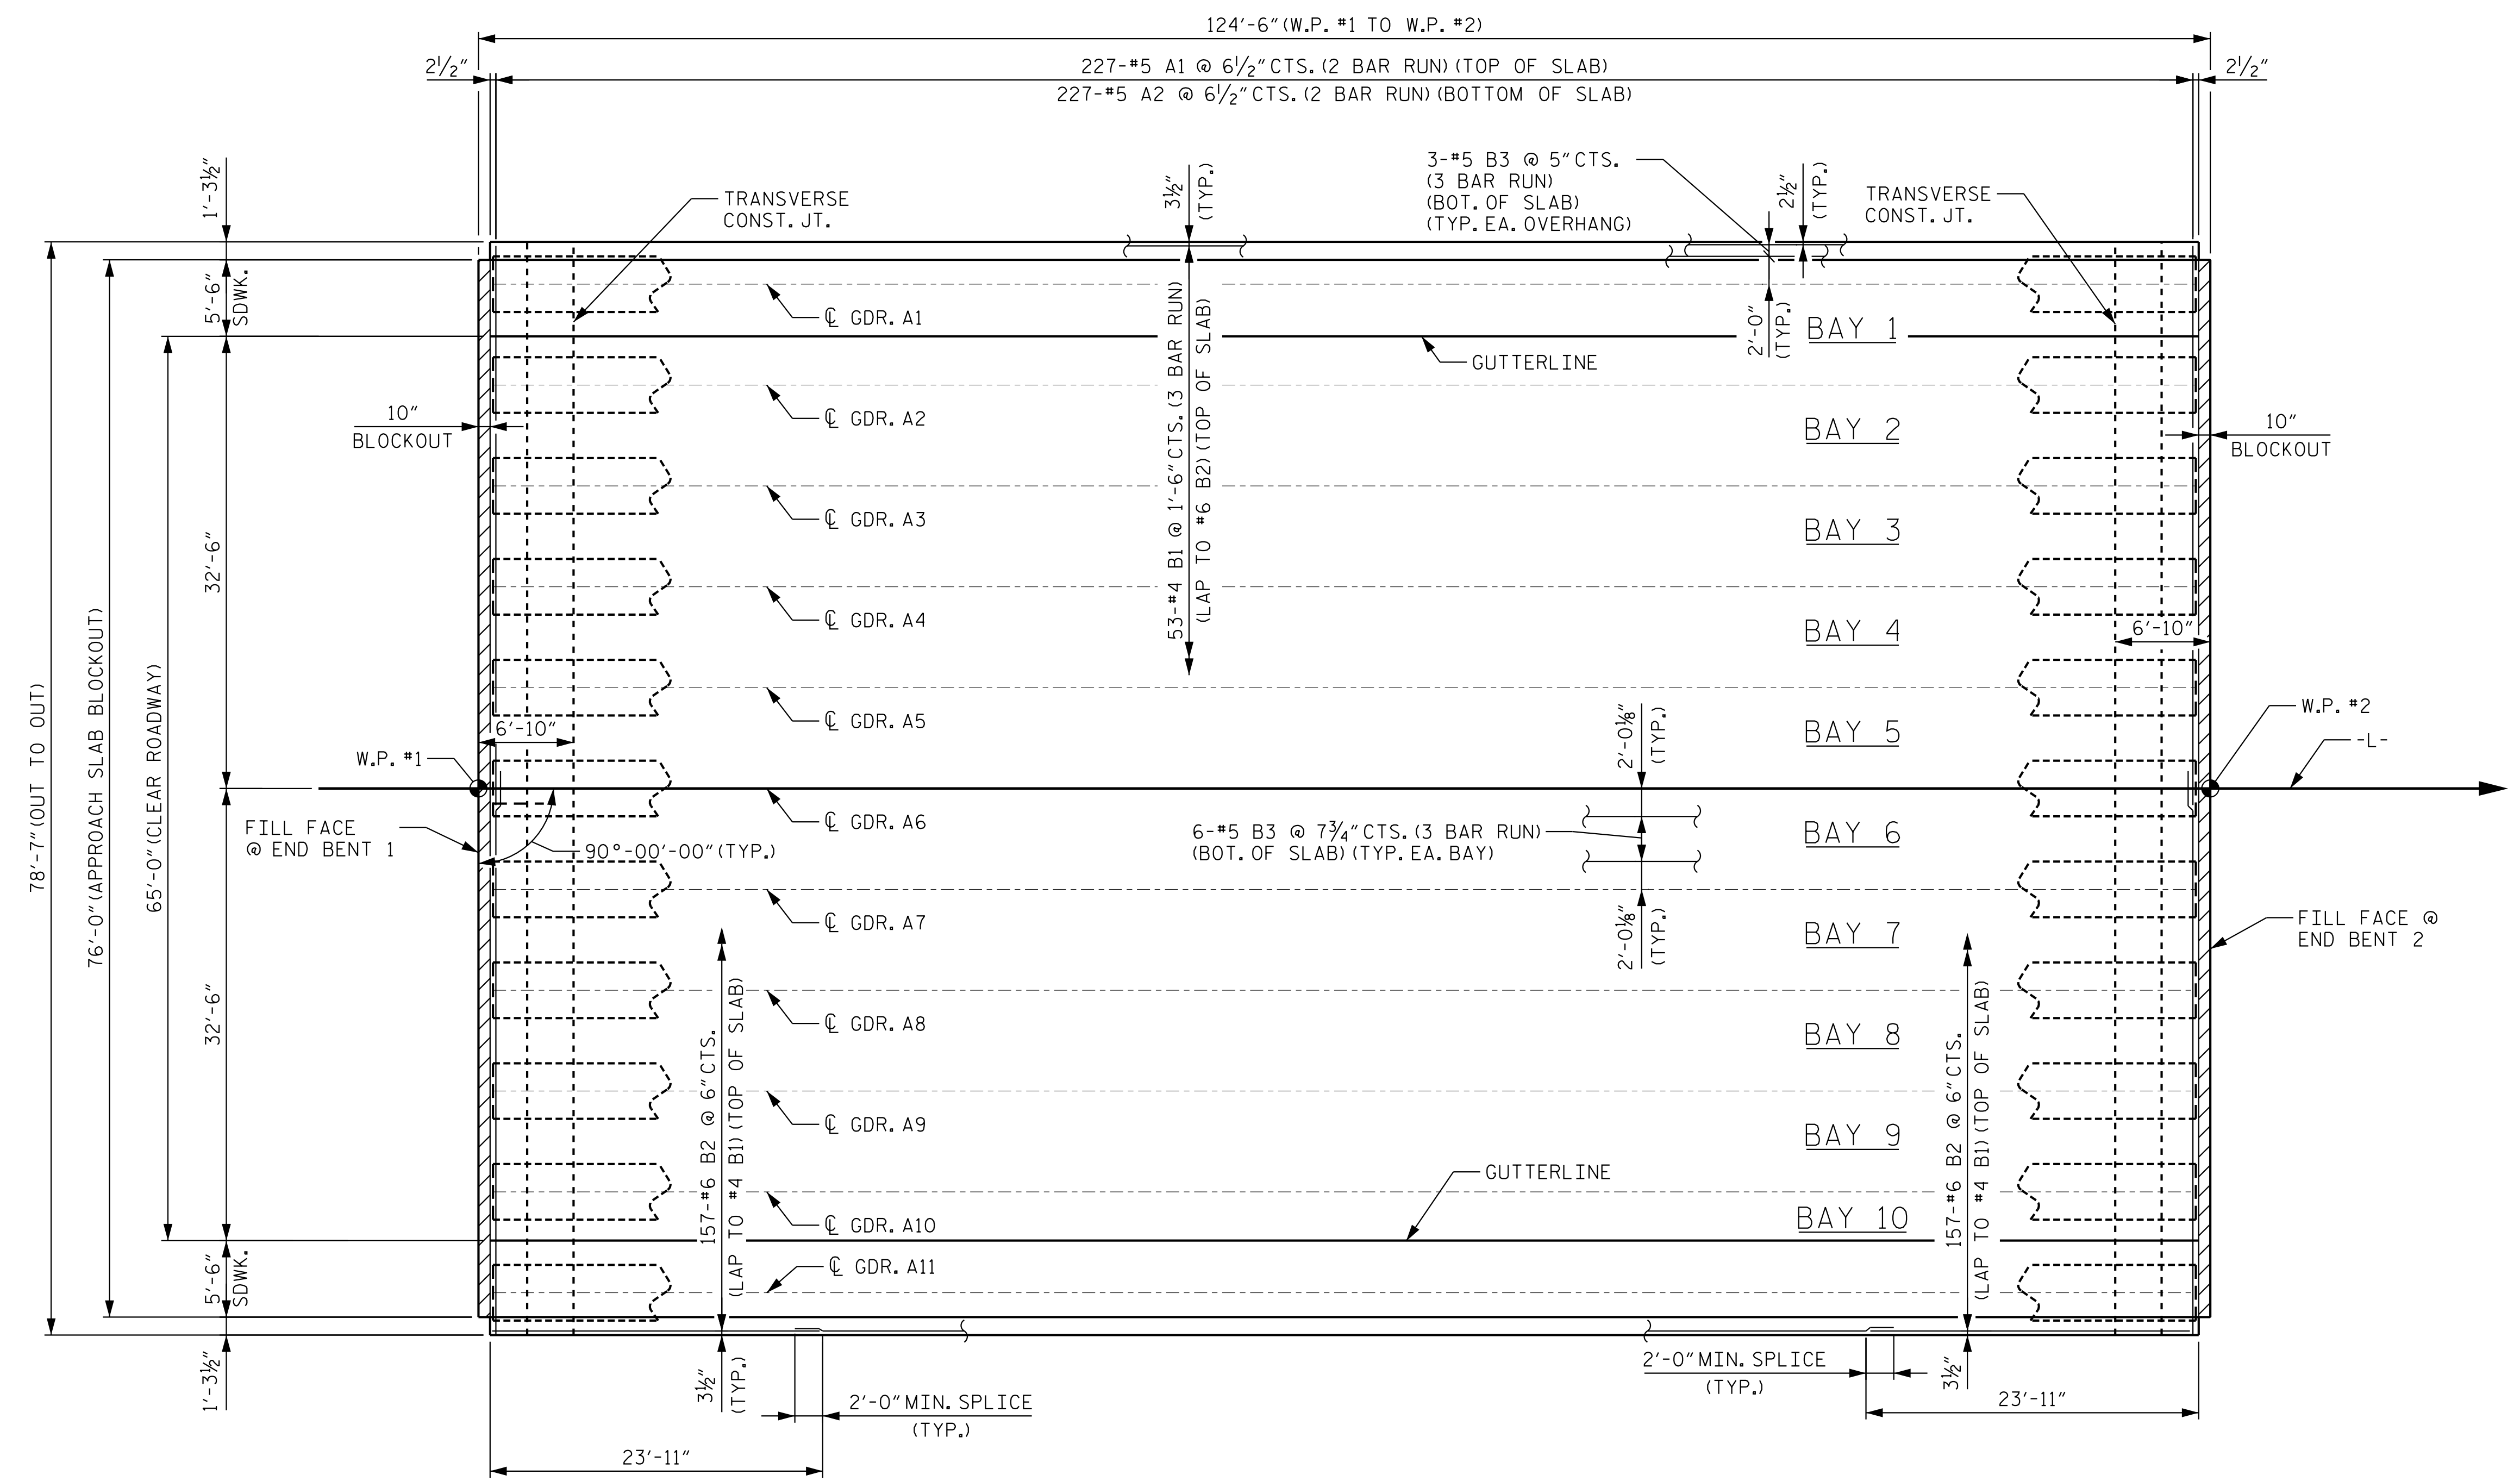 124'-6" (W.P. #1 TO W.P. #2)
2½"
227-#5 A1 @ 6½" CTS. (2 BAR RUN) (TOP OF SLAB)
2½"
227-#5 A2 @ 6½" CTS. (2 BAR RUN) (BOTTOM OF SLAB)
1'-3½"
TRANSVERSE
CONST. JT.
3½"
(TYP.)
3-#5 B3 @ 5" CTS.
(3 BAR RUN)
(BOT. OF SLAB)
(TYP. EA. OVERHANG)
2½"
(TYP.)
TRANSVERSE
CONST. JT.
5'-6"
SDWK.
℄ GDR. A1
2'-0"
(TYP.)
BAY 1
GUTTERLINE
10"
BLOCKOUT
℄ GDR. A2
BAY 2
10"
BLOCKOUT
32'-6"
℄ GDR. A3
53-#4 B1 @ 1'-6" CTS. (3 BAR RUN)
(LAP TO #6 B2) (TOP OF SLAB)
BAY 3
℄ GDR. A4
BAY 4
6'-10"
78'-7" (OUT TO OUT)
76'-0" (APPROACH SLAB BLOCKOUT)
65'-0" (CLEAR ROADWAY)
6'-10"
℄ GDR. A5
2'-0⅛"
(TYP.)
BAY 5
W.P. #2
-L-
W.P. #1
FILL FACE
@ END BENT 1
90°-00'-00" (TYP.)
℄ GDR. A6
6-#5 B3 @ 7¾" CTS. (3 BAR RUN)
(BOT. OF SLAB) (TYP. EA. BAY)
BAY 6
℄ GDR. A7
2'-0⅛"
(TYP.)
BAY 7
FILL FACE @
END BENT 2
32'-6"
℄ GDR. A8
BAY 8
157-#6 B2 @ 6" CTS.
(LAP TO #4 B1) (TOP OF SLAB)
℄ GDR. A9
BAY 9
157-#6 B2 @ 6" CTS.
(LAP TO #4 B1) (TOP OF SLAB)
GUTTERLINE
℄ GDR. A10
BAY 10
5'-6"
SDWK.
℄ GDR. A11
1'-3½"
3½"
(TYP.)
2'-0" MIN. SPLICE
(TYP.)
2'-0" MIN. SPLICE
(TYP.)
3½"
23'-11"
23'-11"